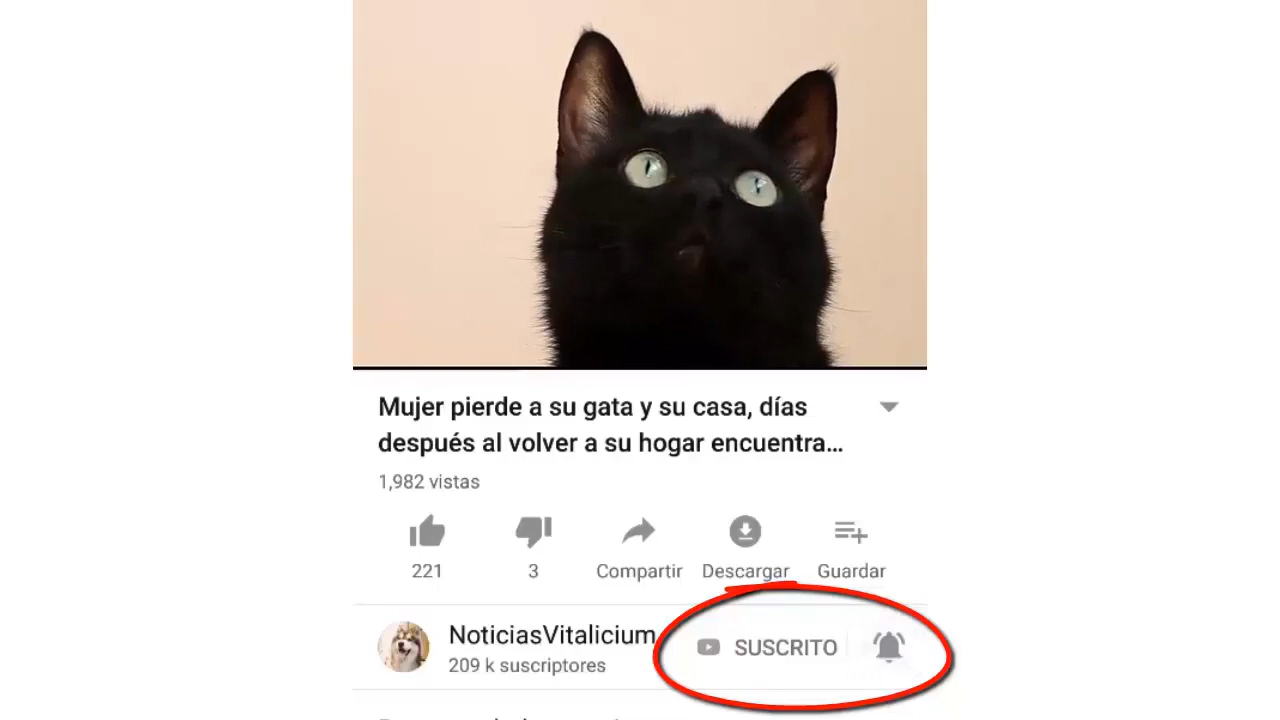 Mujer pierde a su gata y su casa, días
después al volver a su hogar encuentra...
1,982 vistas
221
3
Compartir
Descargar
Guardar
NoticiasVitalicium
SUSCRITO
209 k suscriptores